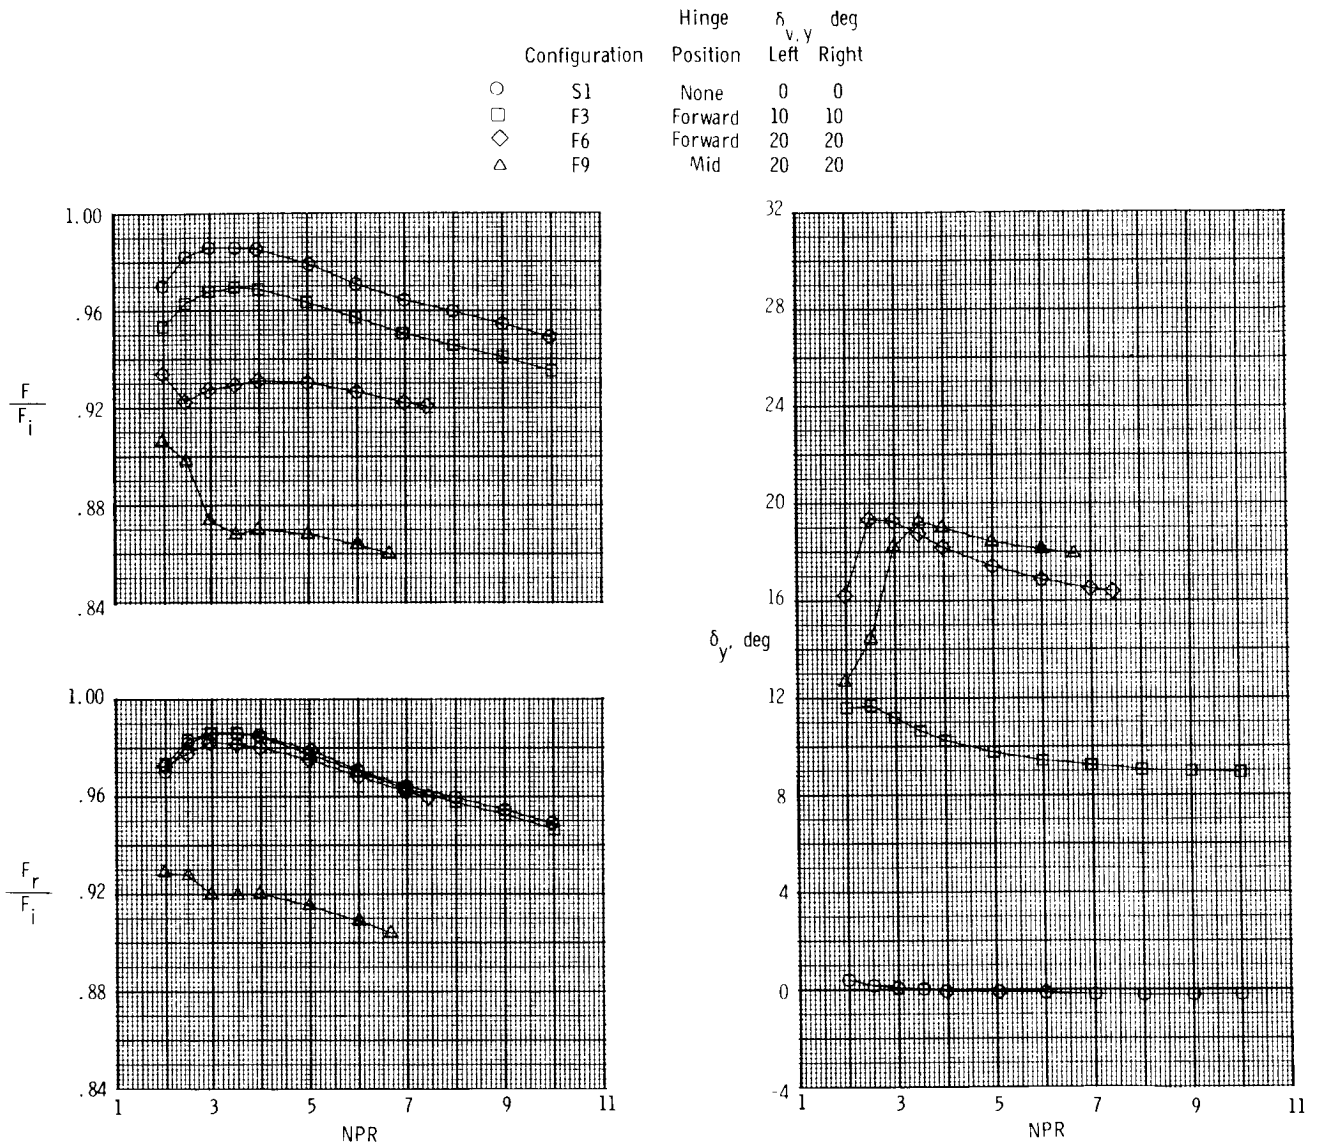 Hinge δv,y deg
Configuration Position Left Right
S1 None 0 0
F3 Forward 10 10
F6 Forward 20 20
F9 Mid 20 20
1.00
.96
F
Fi
.92
.88
.84
1.00
.96
Fr
Fi
.92
.88
.84
1 3 5 7 9 11
NPR
32
28
24
20
16
δy, deg
12
8
4
0
-4
1 3 5 7 9 11
NPR